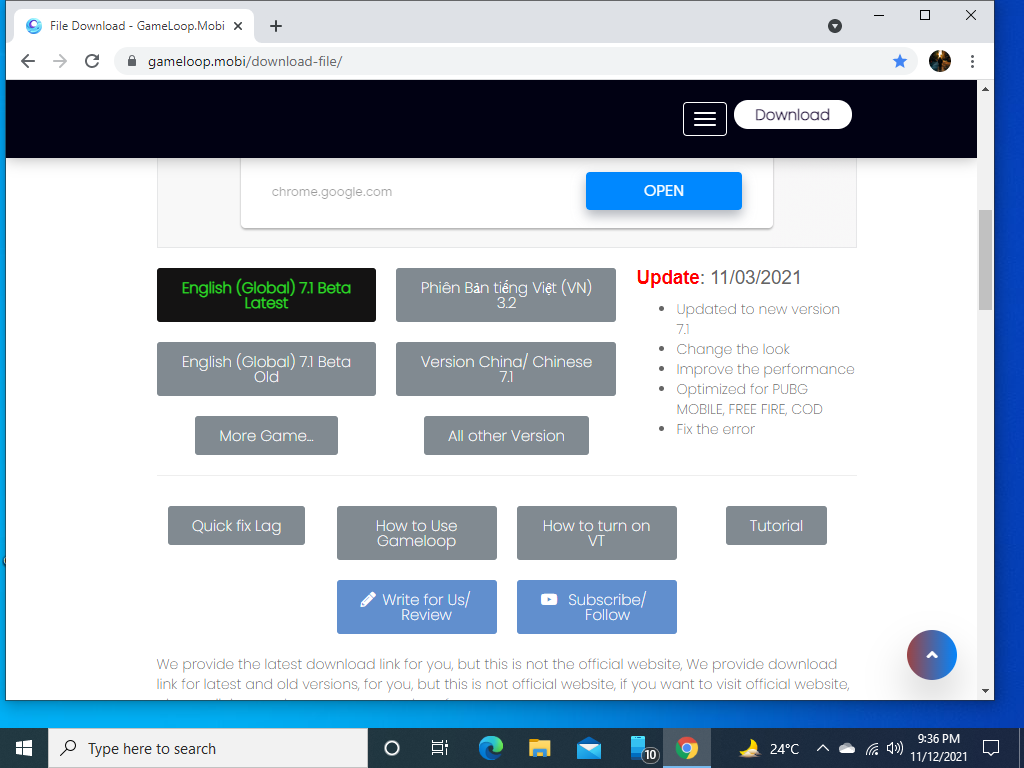 File Download - GameLoop.Mobi
gameloop.mobi/download-file/
Download
chrome.google.com
OPEN
English (Global) 7.1 Beta
Latest
Phiên Bản tiếng Việt (VN)
3.2
English (Global) 7.1 Beta
Old
Version China/ Chinese
7.1
More Game...
All other Version
Update: 11/03/2021
Updated to new version
7.1
Change the look
Improve the performance
Optimized for PUBG
MOBILE, FREE FIRE, COD
Fix the error
Quick fix Lag
How to Use
Gameloop
How to turn on
VT
Tutorial
Write for Us/
Review
Subscribe/
Follow
We provide the latest download link for you, but this is not the official website, We provide download
link for latest and old versions, for you, but this is not official website, if you want to visit official website,
Type here to search
10
24°C
9:36 PM
11/12/2021